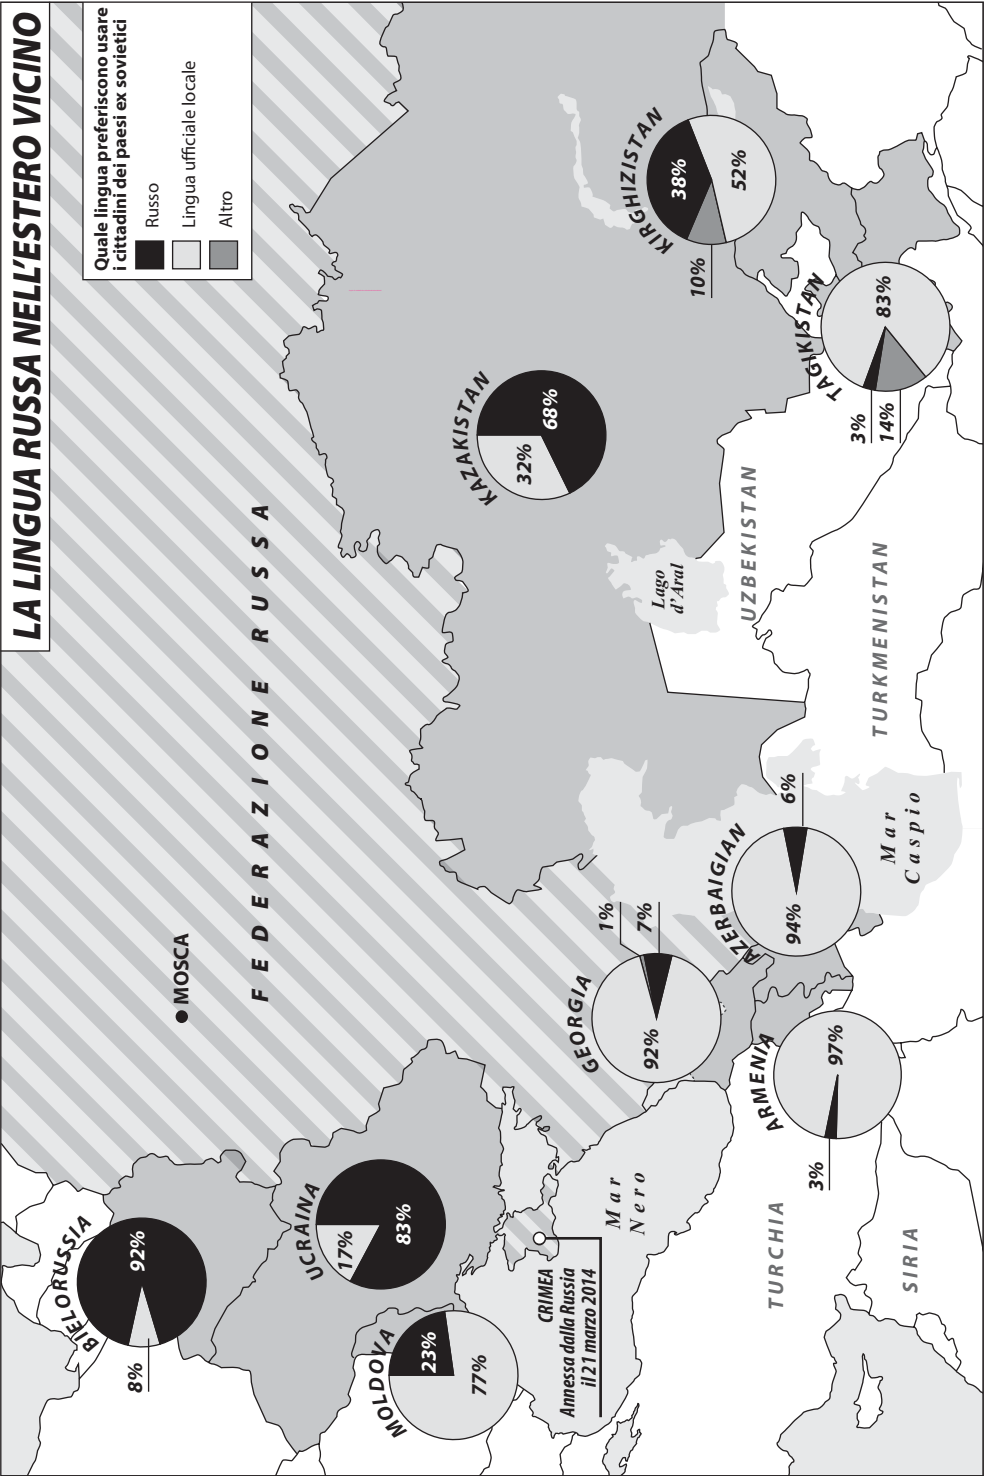 LA LINGUA RUSSA NELL'ESTERO VICINO
Quale lingua preferiscono usare
i cittadini dei paesi ex sovietici
Russo
Lingua ufficiale locale
Altro
FEDERAZIONE RUSSA
MOSCA
BIELORUSSIA
92%
8%
UCRAINA
17%
83%
MOLDOVA
23%
77%
CRIMEA
Annessa dalla Russia
il 21 marzo 2014
Mar
Nero
GEORGIA
1%
7%
92%
ARMENIA
97%
3%
AZERBAIGIAN
6%
94%
Mar
Caspio
KAZAKISTAN
32%
68%
Lago
d'Aral
KIRGHIZISTAN
38%
52%
10%
TAGIKISTAN
83%
3%
14%
UZBEKISTAN
TURKMENISTAN
TURCHIA
SIRIA